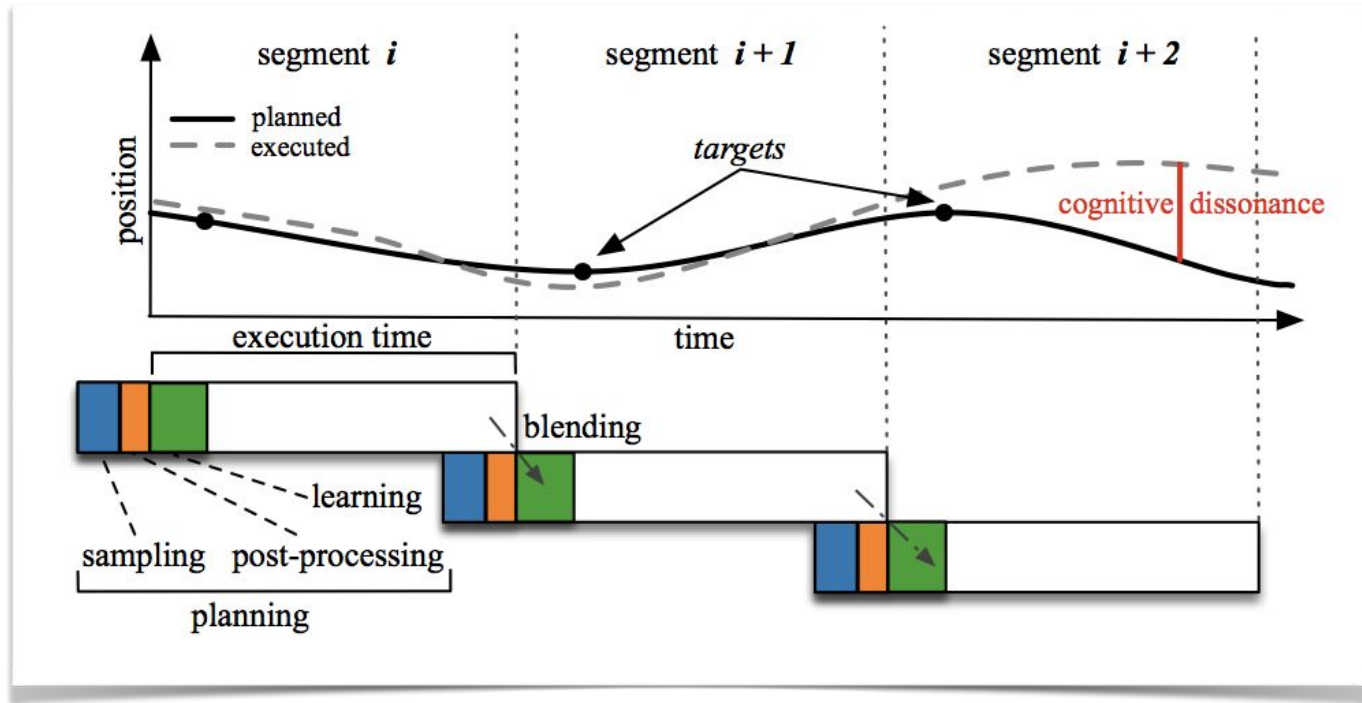 segment i
segment i + 1
segment i + 2
planned
executed
targets
position
cognitive dissonance
execution time
time
blending
learning
sampling
post-processing
planning